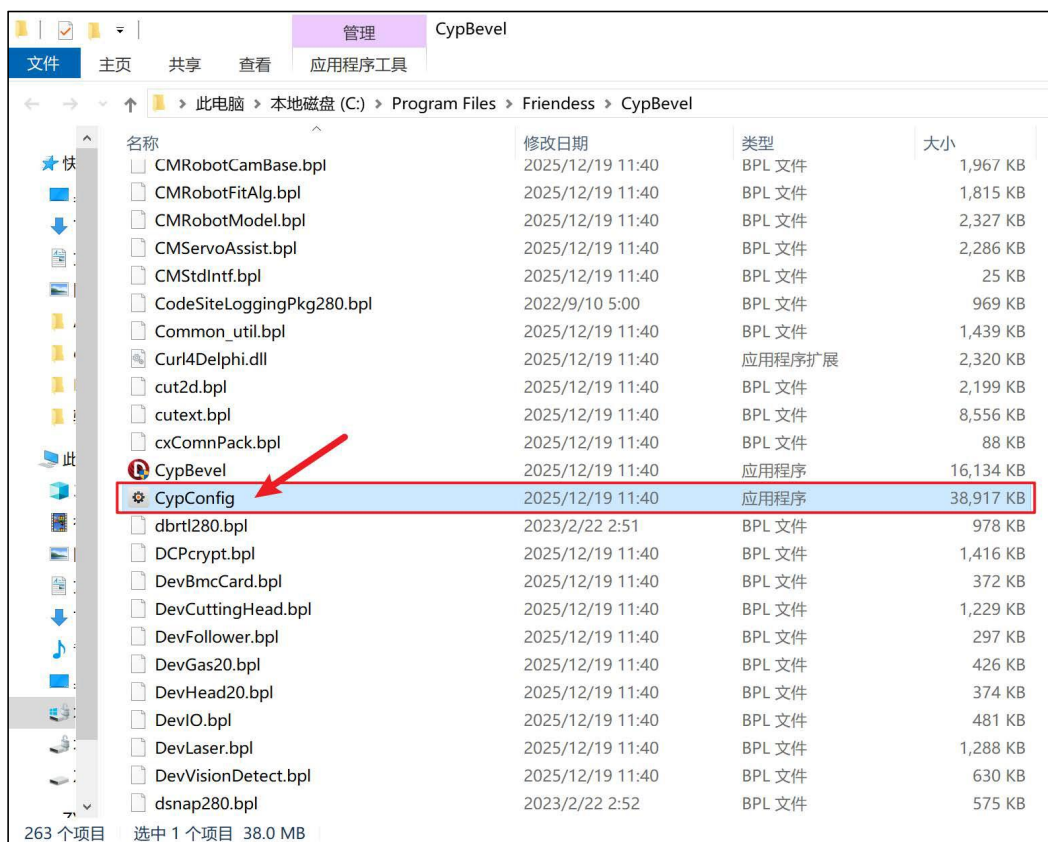 管理 CypBevel
文件 主页 共享 查看 应用程序工具
此电脑 > 本地磁盘 (C:) > Program Files > Friendess > CypBevel
名称 修改日期 类型 大小
快
CMRobotCamBase.bpl 2025/12/19 11:40 BPL 文件 1,967 KB
CMRobotFitAlg.bpl 2025/12/19 11:40 BPL 文件 1,815 KB
CMRobotModel.bpl 2025/12/19 11:40 BPL 文件 2,327 KB
CMServoAssist.bpl 2025/12/19 11:40 BPL 文件 2,286 KB
CMStdIntf.bpl 2025/12/19 11:40 BPL 文件 25 KB
CodeSiteLoggingPkg280.bpl 2022/9/10 5:00 BPL 文件 969 KB
Common_util.bpl 2025/12/19 11:40 BPL 文件 1,439 KB
Curl4Delphi.dll 2025/12/19 11:40 应用程序扩展 2,320 KB
cut2d.bpl 2025/12/19 11:40 BPL 文件 2,199 KB
cutext.bpl 2025/12/19 11:40 BPL 文件 8,556 KB
cxComnPack.bpl 2025/12/19 11:40 BPL 文件 88 KB
此
CypBevel 2025/12/19 11:40 应用程序 16,134 KB
CypConfig 2025/12/19 11:40 应用程序 38,917 KB
dbrtl280.bpl 2023/2/22 2:51 BPL 文件 978 KB
DCPcrypt.bpl 2025/12/19 11:40 BPL 文件 1,416 KB
DevBmcCard.bpl 2025/12/19 11:40 BPL 文件 372 KB
DevCuttingHead.bpl 2025/12/19 11:40 BPL 文件 1,229 KB
DevFollower.bpl 2025/12/19 11:40 BPL 文件 297 KB
DevGas20.bpl 2025/12/19 11:40 BPL 文件 426 KB
DevHead20.bpl 2025/12/19 11:40 BPL 文件 374 KB
DevIO.bpl 2025/12/19 11:40 BPL 文件 481 KB
DevLaser.bpl 2025/12/19 11:40 BPL 文件 1,288 KB
DevVisionDetect.bpl 2025/12/19 11:40 BPL 文件 630 KB
dsnap280.bpl 2023/2/22 2:52 BPL 文件 575 KB
263 个项目 选中 1 个项目 38.0 MB